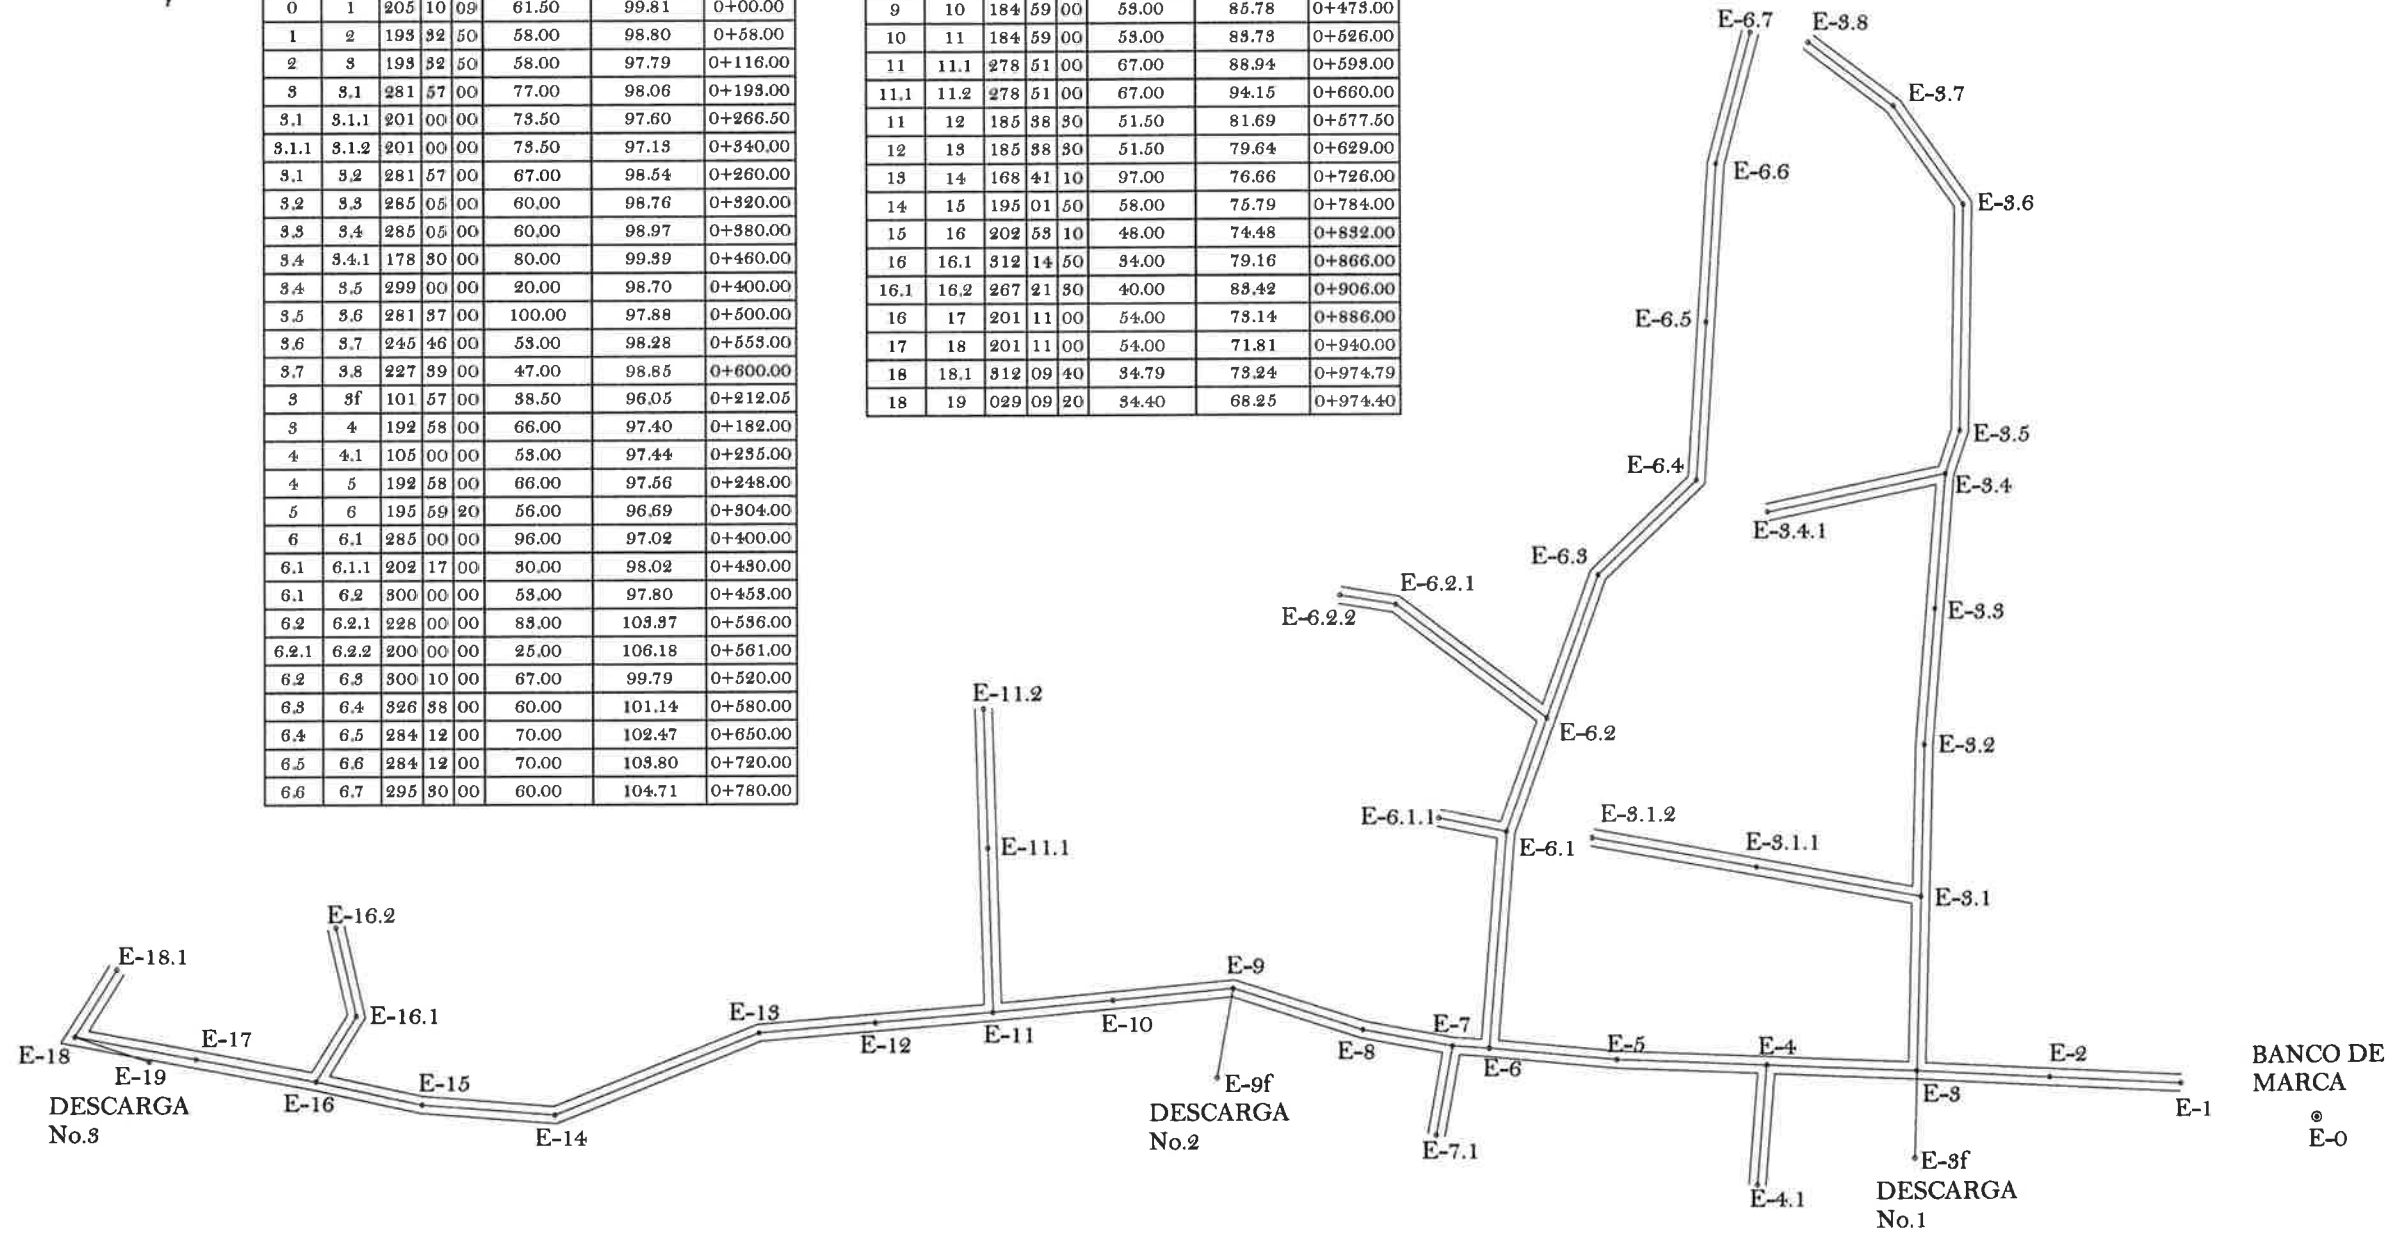 0 1 205 10 09 61.50 99.81 0+00.00
1 2 193 32 50 58.00 98.80 0+58.00
2 3 193 32 50 58.00 97.79 0+116.00
3 3.1 281 57 00 77.00 98.06 0+193.00
3.1 3.1.1 201 00 00 73.50 97.60 0+266.50
3.1.1 3.1.2 201 00 00 73.50 97.13 0+340.00
3.1 3.2 281 57 00 67.00 98.54 0+260.00
3.2 3.3 285 05 00 60.00 98.76 0+320.00
3.3 3.4 285 05 00 60.00 98.97 0+380.00
3.4 3.4.1 178 30 00 80.00 99.39 0+460.00
3.4 3.5 299 00 00 20.00 98.70 0+400.00
3.5 3.6 281 37 00 100.00 97.88 0+500.00
3.6 3.7 245 46 00 53.00 98.28 0+553.00
3.7 3.8 227 39 00 47.00 98.85 0+600.00
3 3f 101 57 00 38.50 96.05 0+212.05
3 4 192 58 00 66.00 97.40 0+182.00
4 4.1 105 00 00 53.00 97.44 0+235.00
4 5 192 58 00 66.00 97.56 0+248.00
5 6 195 59 20 56.00 96.69 0+304.00
6 6.1 285 00 00 96.00 97.02 0+400.00
6.1 6.1.1 202 17 00 30.00 98.02 0+430.00
6.1 6.2 300 00 00 53.00 97.80 0+453.00
6.2 6.2.1 228 00 00 83.00 103.37 0+536.00
6.2.1 6.2.2 200 00 00 25.00 106.18 0+561.00
6.2 6.3 300 10 00 67.00 99.79 0+520.00
6.3 6.4 326 38 00 60.00 101.14 0+580.00
6.4 6.5 284 12 00 70.00 102.47 0+650.00
6.5 6.6 284 12 00 70.00 103.80 0+720.00
6.6 6.7 295 30 00 60.00 104.71 0+780.00
9 10 184 59 00 53.00 85.78 0+473.00
10 11 184 59 00 53.00 83.73 0+526.00
11 11.1 278 51 00 67.00 88.94 0+593.00
11.1 11.2 278 51 00 67.00 94.15 0+660.00
11 12 185 38 30 51.50 81.69 0+577.50
12 13 185 38 30 51.50 79.64 0+629.00
13 14 168 41 10 97.00 76.66 0+726.00
14 15 195 01 50 58.00 75.79 0+784.00
15 16 202 53 10 48.00 74.48 0+832.00
16 16.1 312 14 50 34.00 79.16 0+866.00
16.1 16.2 267 21 30 40.00 83.42 0+906.00
16 17 201 11 00 54.00 73.14 0+886.00
17 18 201 11 00 54.00 71.81 0+940.00
18 18.1 312 09 40 34.79 73.24 0+974.79
18 19 029 09 20 34.40 68.25 0+974.40
E-6.7
E-3.8
E-3.7
E-6.6
E-3.6
E-6.5
E-3.5
E-6.4
E-3.4
E-3.4.1
E-6.3
E-6.2.1
E-6.2.2
E-3.3
E-11.2
E-6.2
E-3.2
E-6.1.1
E-3.1.2
E-11.1
E-6.1
E-3.1.1
E-3.1
E-16.2
E-18.1
E-9
E-13
E-16.1
E-10
E-7
E-11
E-17
E-12
E-8
E-5
E-4
E-2
E-18
E-6
E-19
E-15
E-16
E-3
E-1
E-14
BANCO DE
MARCA
E-0
DESCARGA
No.3
E-9f
DESCARGA
No.2
E-7.1
E-3f
E-4.1
DESCARGA
No.1